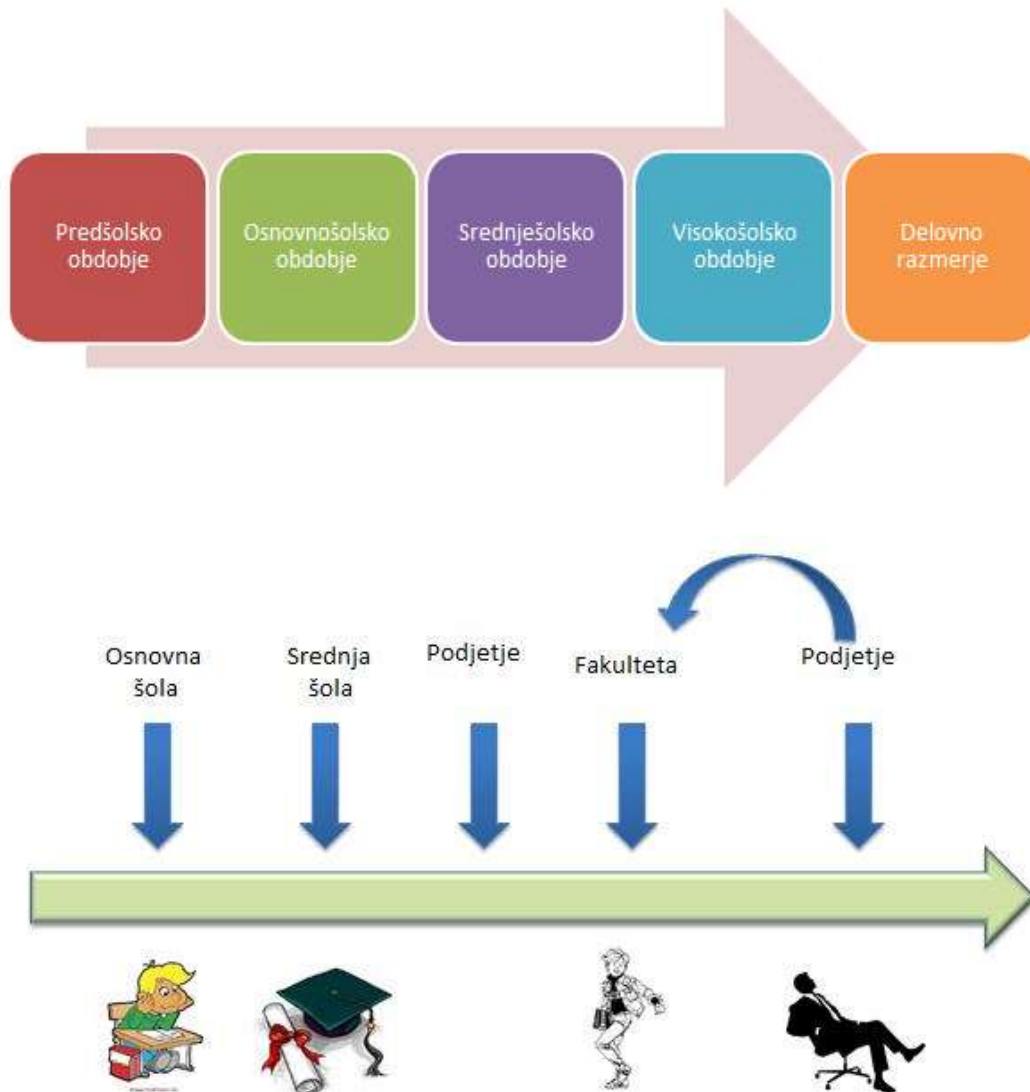 Predšolsko
obdobje
Osnovnošolsko
obdobje
Srednješolsko
obdobje
Visokošolsko
obdobje
Delovno
razmerje
Osnovna
šola
Srednja
šola
Podjetje
Fakulteta
Podjetje